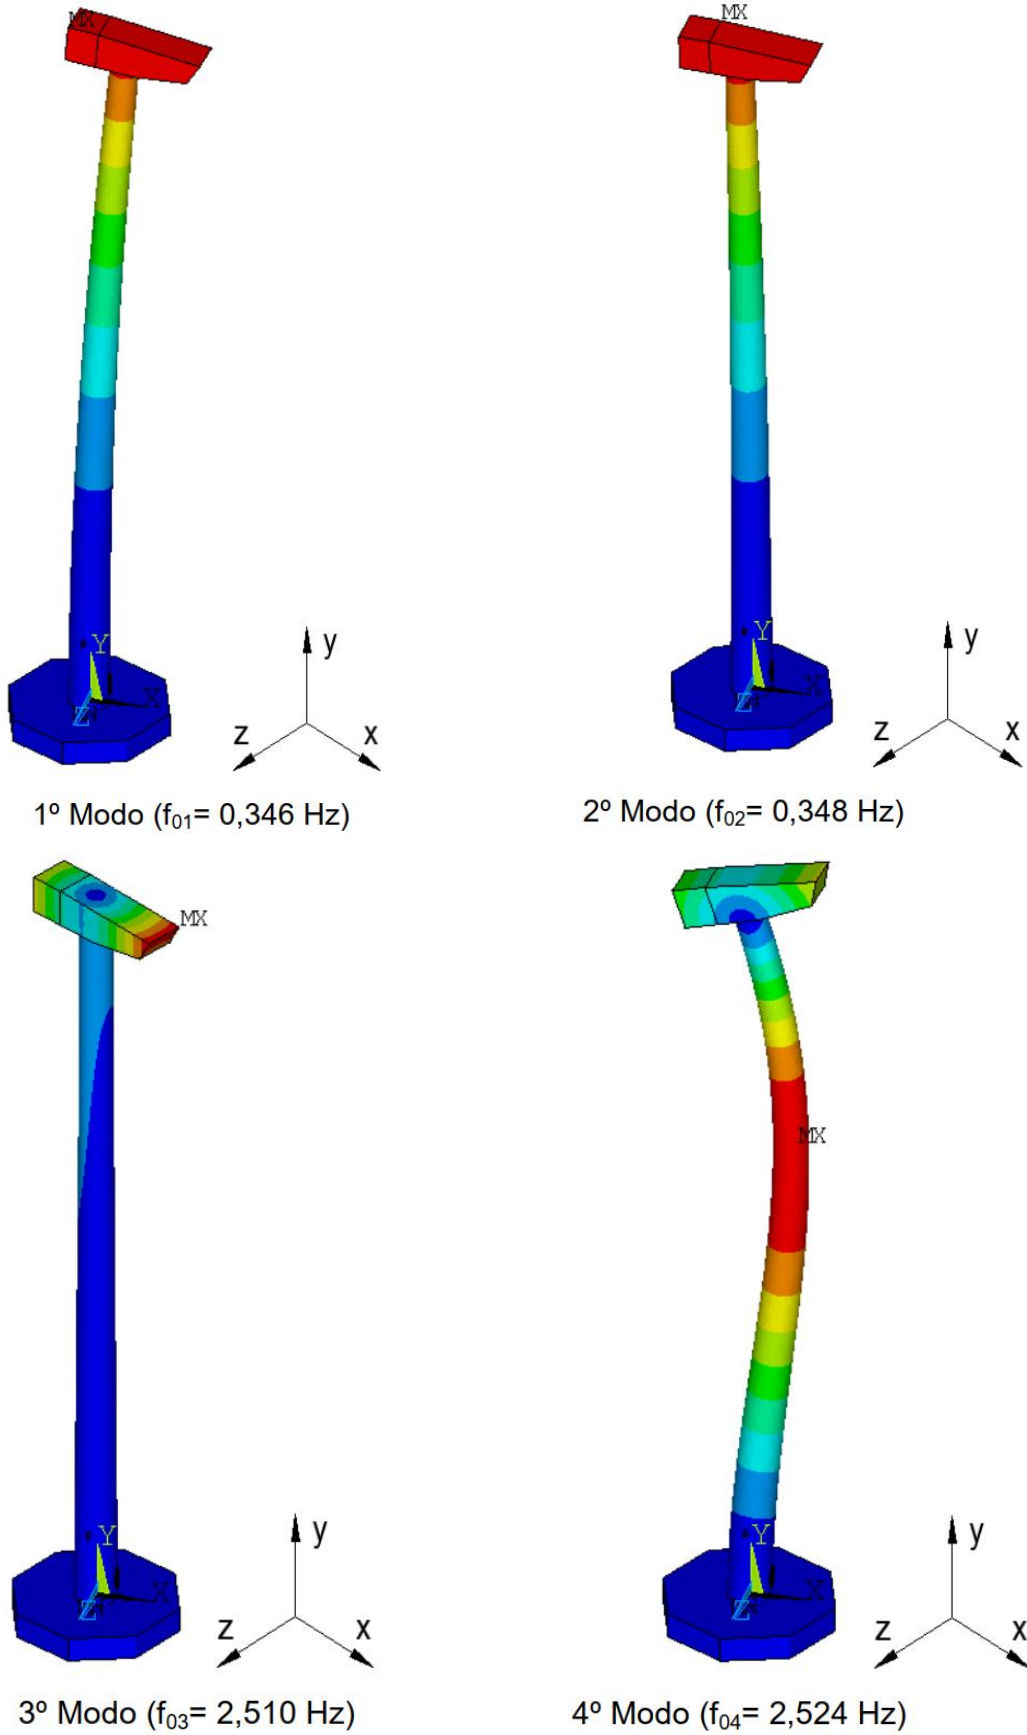 MX
MX
Y
X
Z
y
z
x
Y
X
Z
y
z
x
1º Modo (f01= 0,346 Hz)
2º Modo (f02= 0,348 Hz)
MX
MX
Y
X
Z
y
z
x
Y
X
Z
y
z
x
3º Modo (f03= 2,510 Hz)
4º Modo (f04= 2,524 Hz)